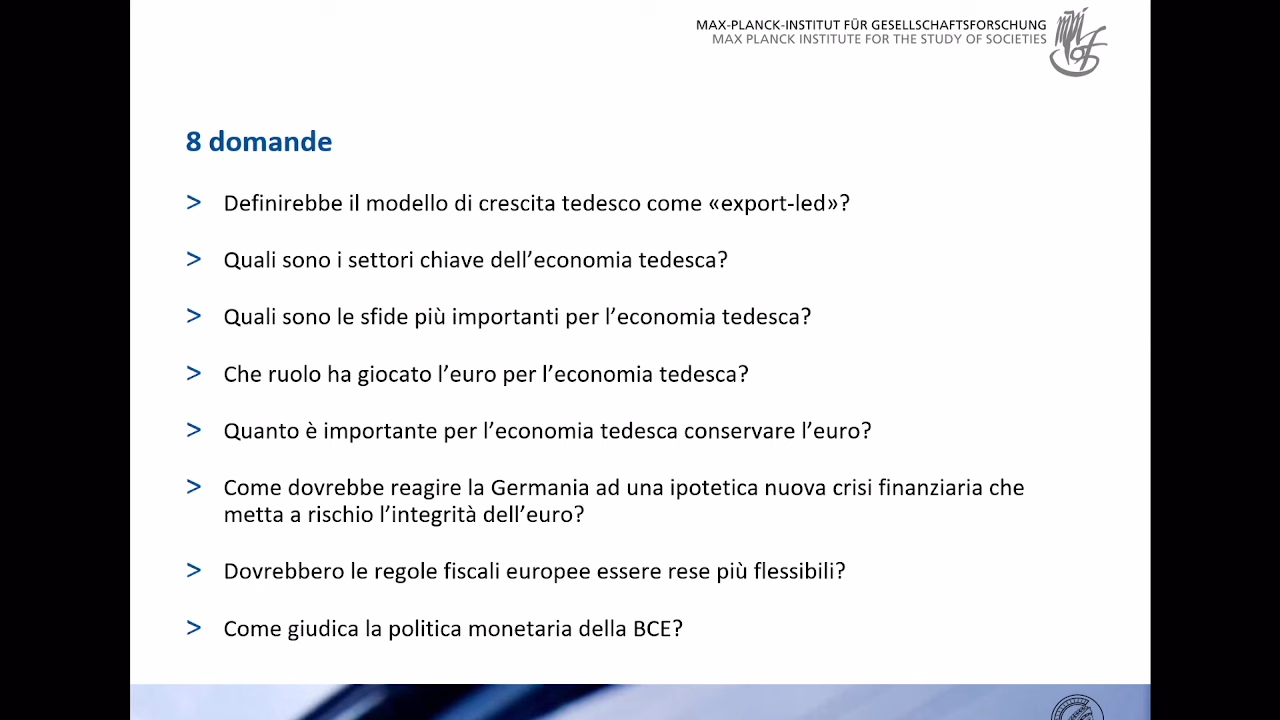 MAX-PLANCK-INSTITUT FÜR GESELLSCHAFTSFORSCHUNG
MAX PLANCK INSTITUTE FOR THE STUDY OF SOCIETIES
8 domande
> Definirebbe il modello di crescita tedesco come «export-led»?
> Quali sono i settori chiave dell’economia tedesca?
> Quali sono le sfide più importanti per l’economia tedesca?
> Che ruolo ha giocato l’euro per l’economia tedesca?
> Quanto è importante per l’economia tedesca conservare l’euro?
> Come dovrebbe reagire la Germania ad una ipotetica nuova crisi finanziaria che
metta a rischio l’integrità dell’euro?
> Dovrebbero le regole fiscali europee essere rese più flessibili?
> Come giudica la politica monetaria della BCE?